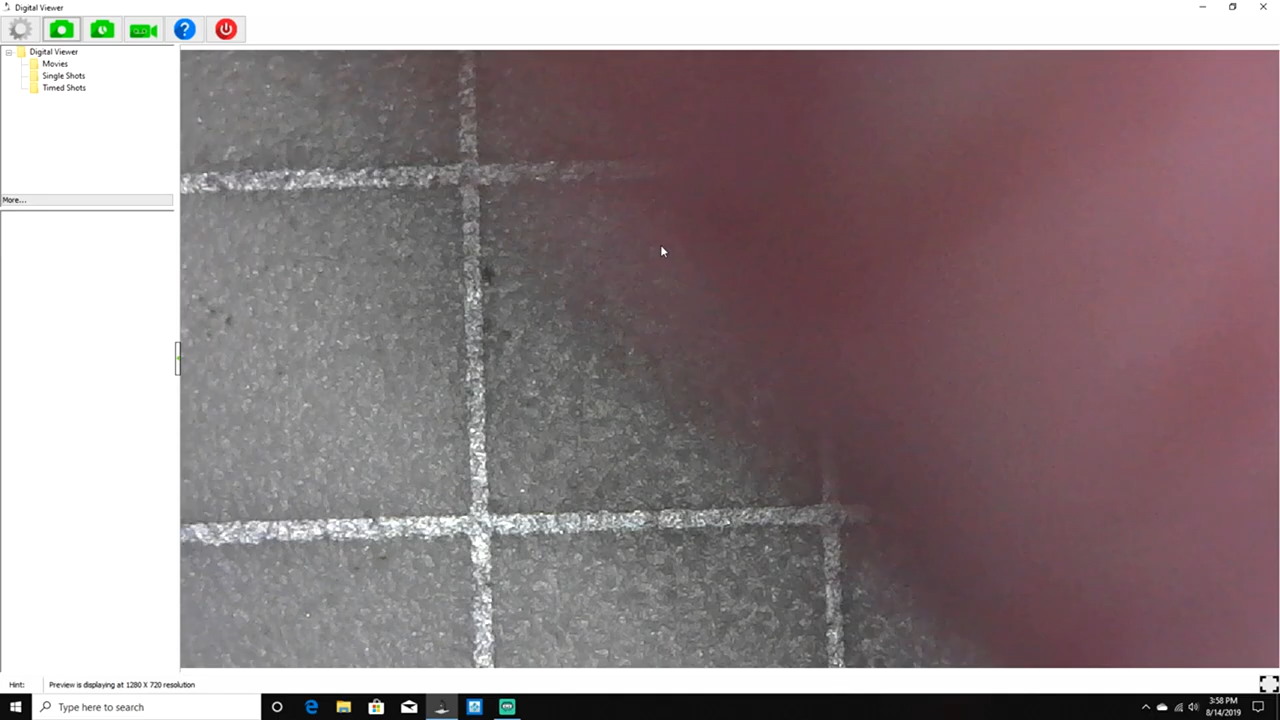 Digital Viewer
Digital Viewer
Movies
Single Shots
Timed Shots
More...
Hint:
Preview is displaying at 1280 X 720 resolution
Type here to search
3:58 PM
8/14/2019